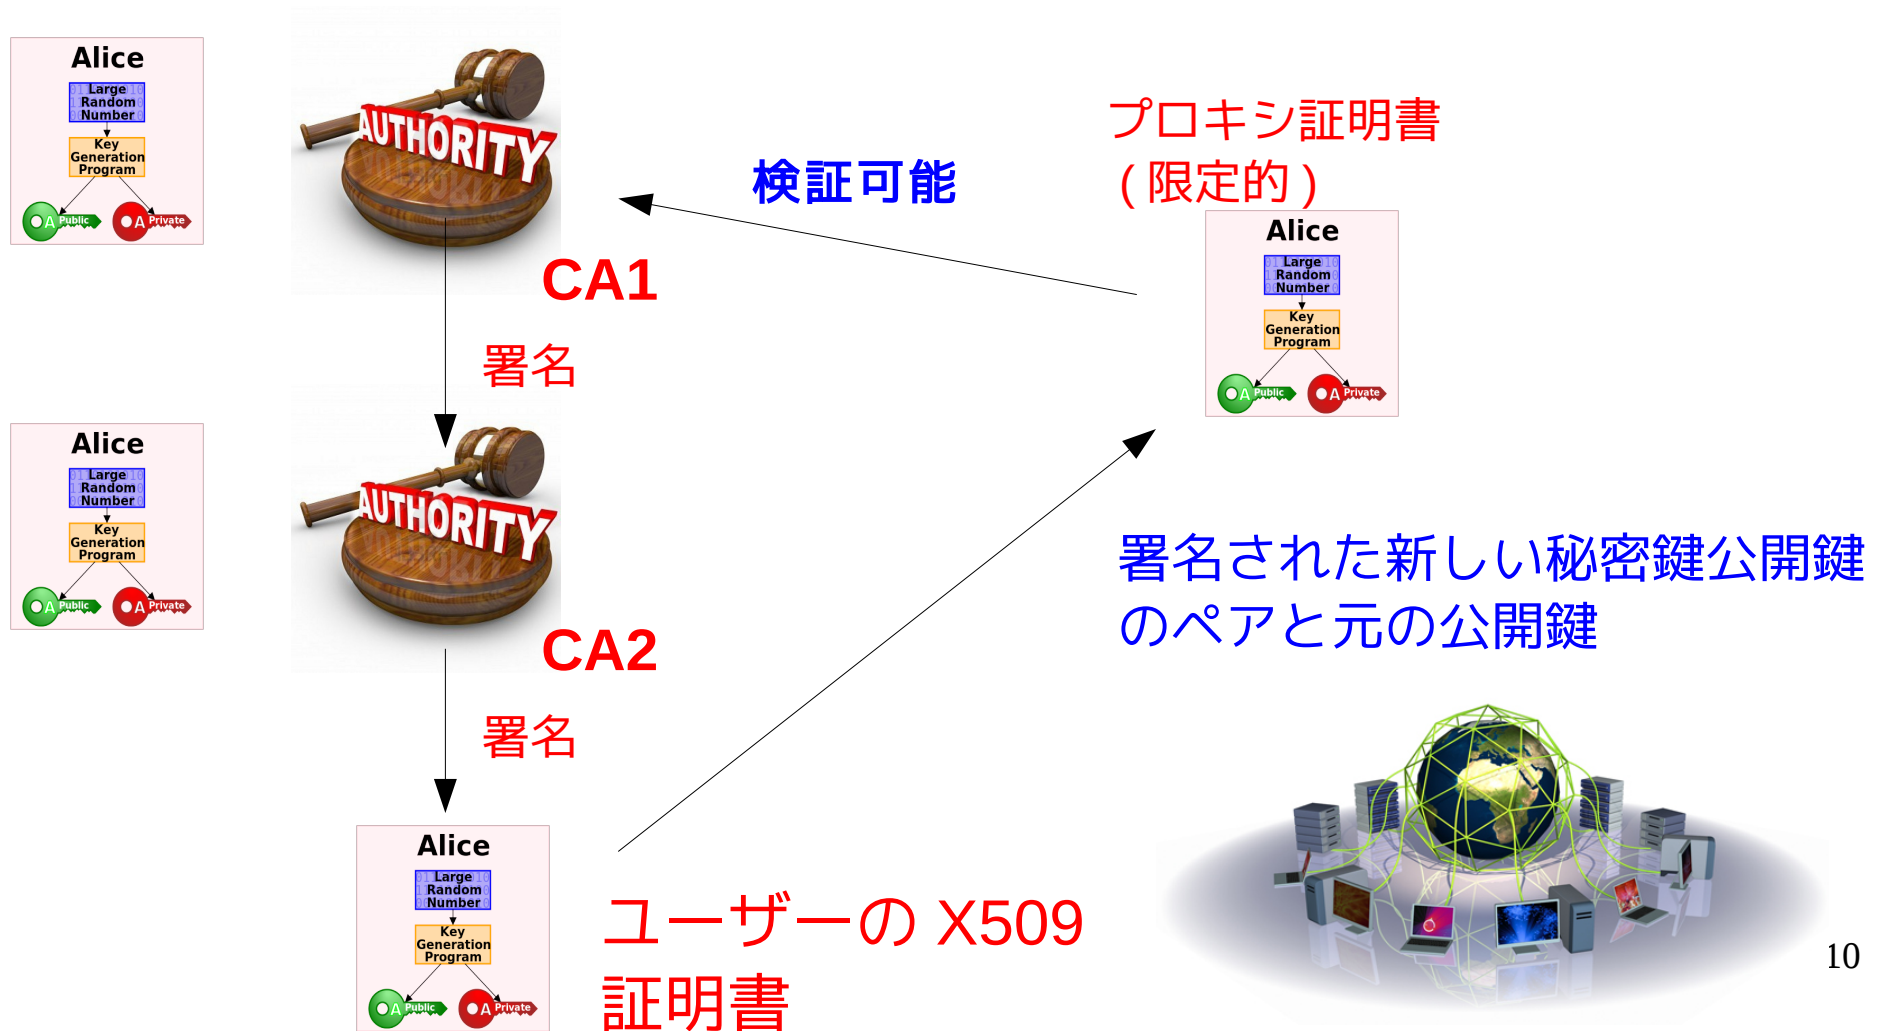 Alice
Large
Random
Number
Key
Generation
Program
A Public
A Private
AUTHORITY
CA1
署名
検証可能
プロキシ証明書
(限定的)
Alice
Large
Random
Number
Key
Generation
Program
A Public
A Private
Alice
Large
Random
Number
Key
Generation
Program
A Public
A Private
AUTHORITY
CA2
署名
署名された新しい秘密鍵公開鍵
のペアと元の公開鍵
Alice
Large
Random
Number
Key
Generation
Program
A Public
A Private
ユーザーの X509
証明書
10